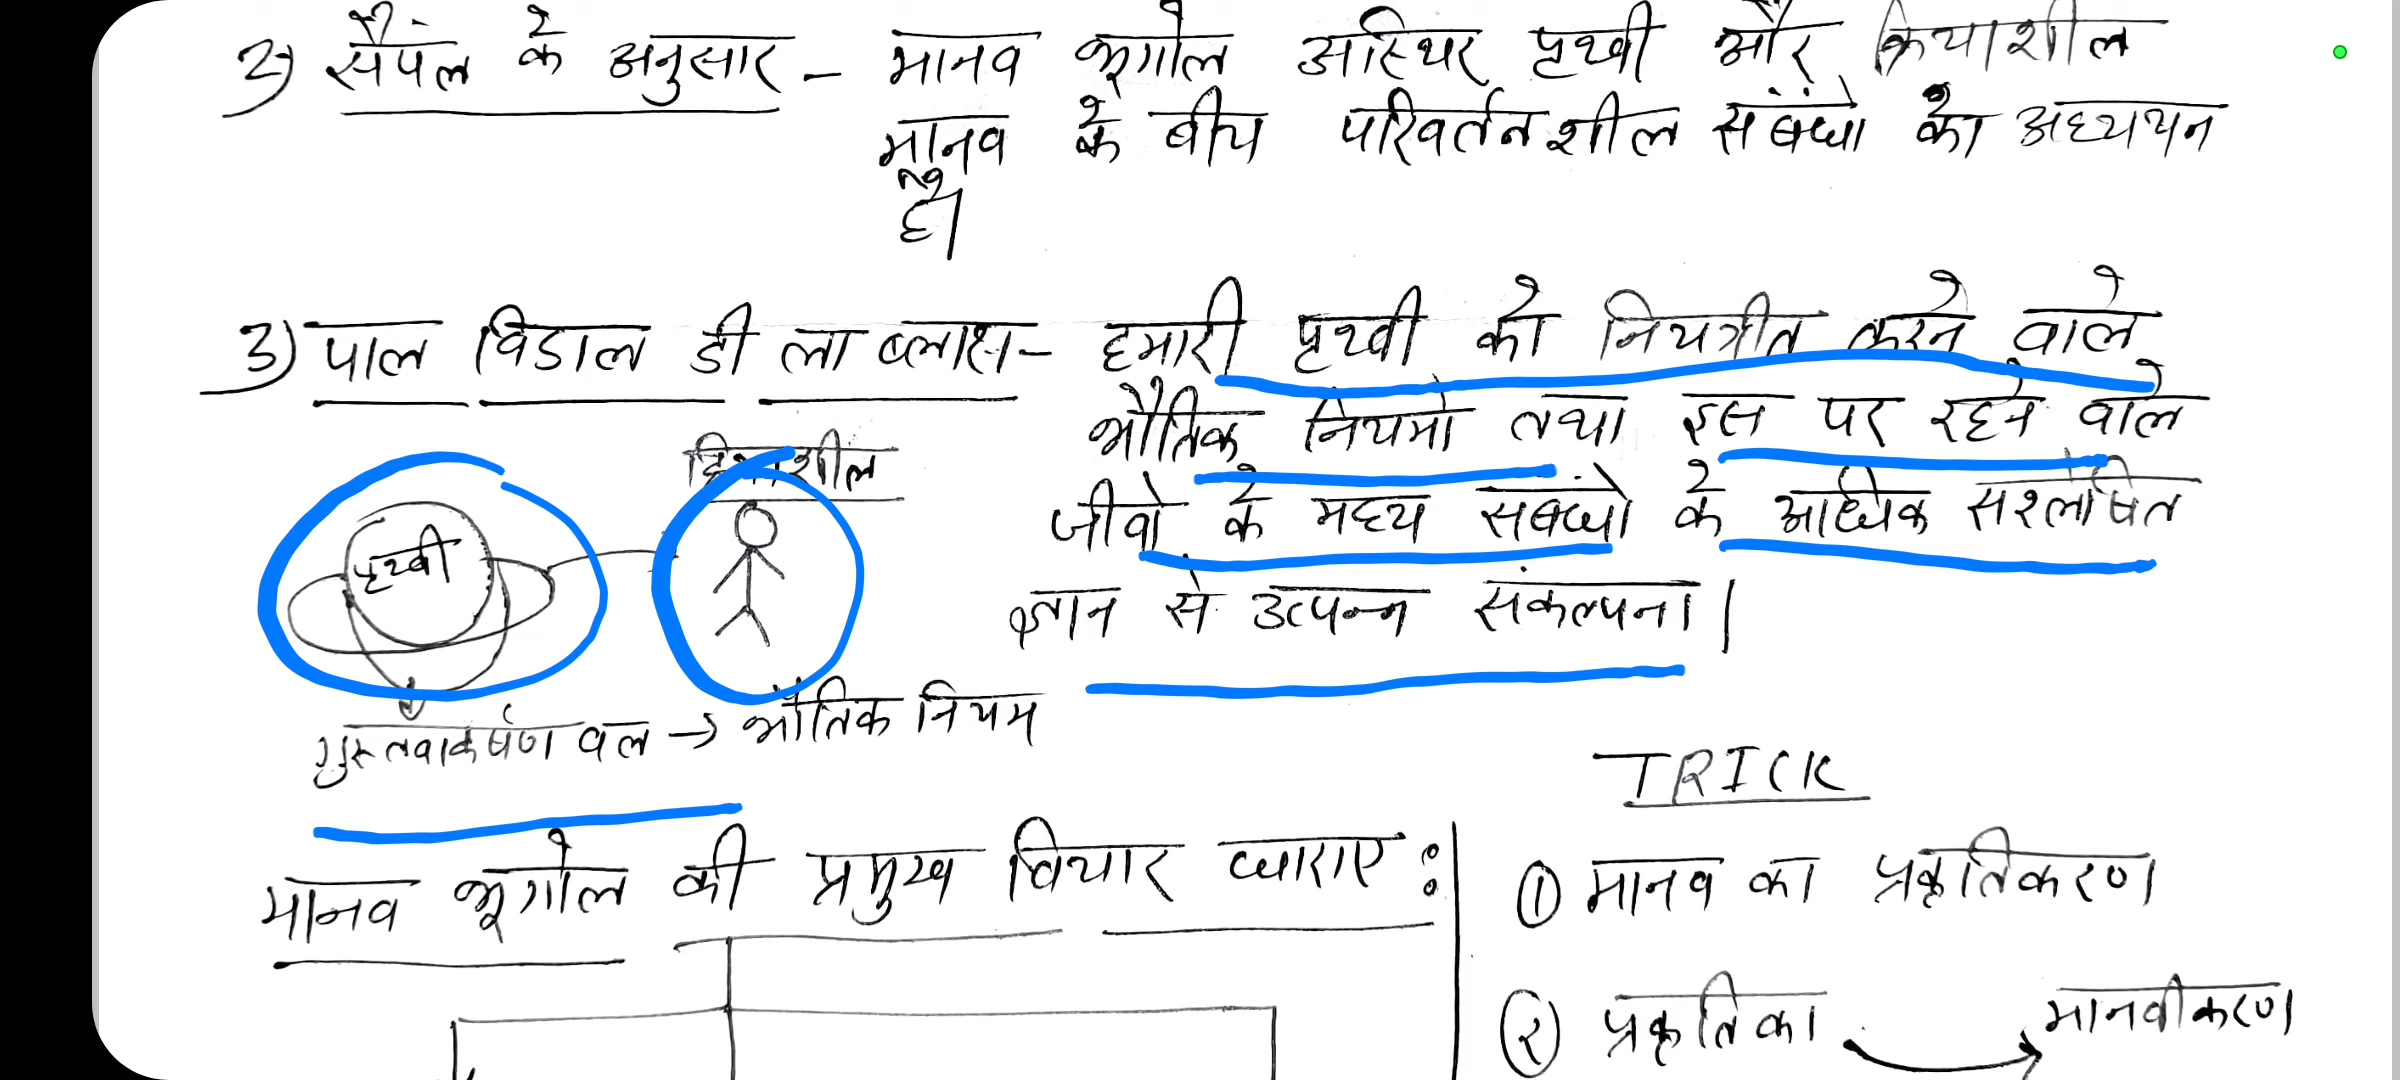 2) सैंपल के अनुसार - मानव भूगोल अस्थिर पृथ्वी और क्रियाशील
मानव के बीच परिवर्तनशील संबंधो का अध्ययन
है।
3) पाल विडाल डी ला ब्लाश - हमारी पृथ्वी को नियत्रीत करने वाले
भौतिक नियमो तथा इस पर रहने वाले
जीवो के मध्य संबंधो के अधिक संश्लेषित
ज्ञान से उत्पन्न संकल्पना।
पृथ्वी
गुरुत्वाकर्षण बल → भौतिक नियम
मानव भूगोल की प्रमुख विचार धाराए :
TRICK
① मानव का प्रकृतिकरण
② प्रकृति का → मानवीकरण